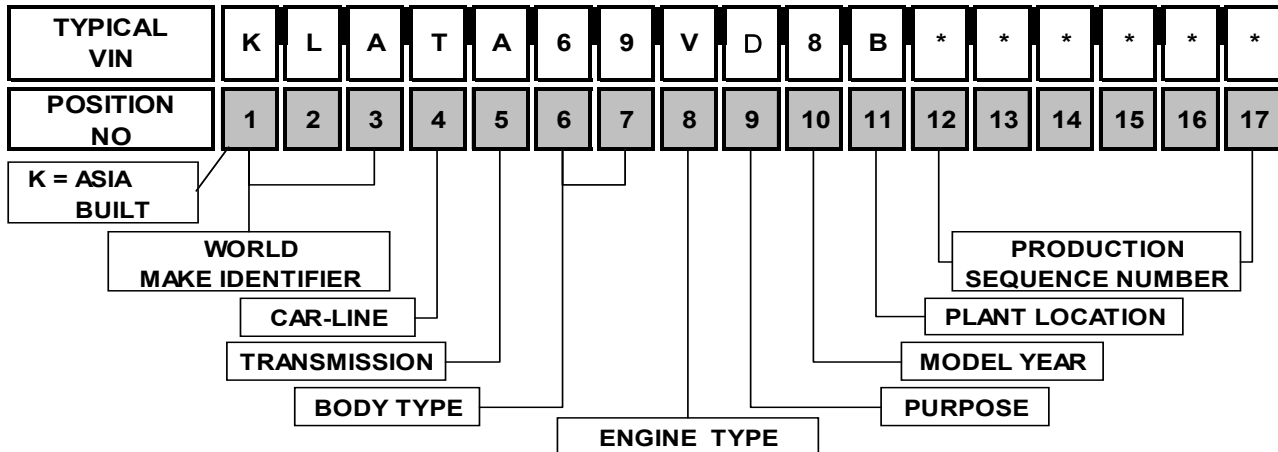 TYPICAL VIN K L A T A 6 9 V D 8 B * * * * * *
POSITION NO 1 2 3 4 5 6 7 8 9 10 11 12 13 14 15 16 17
K = ASIA
BUILT
WORLD
MAKE IDENTIFIER
PRODUCTION
SEQUENCE NUMBER
CAR-LINE
PLANT LOCATION
TRANSMISSION
MODEL YEAR
BODY TYPE
PURPOSE
ENGINE TYPE